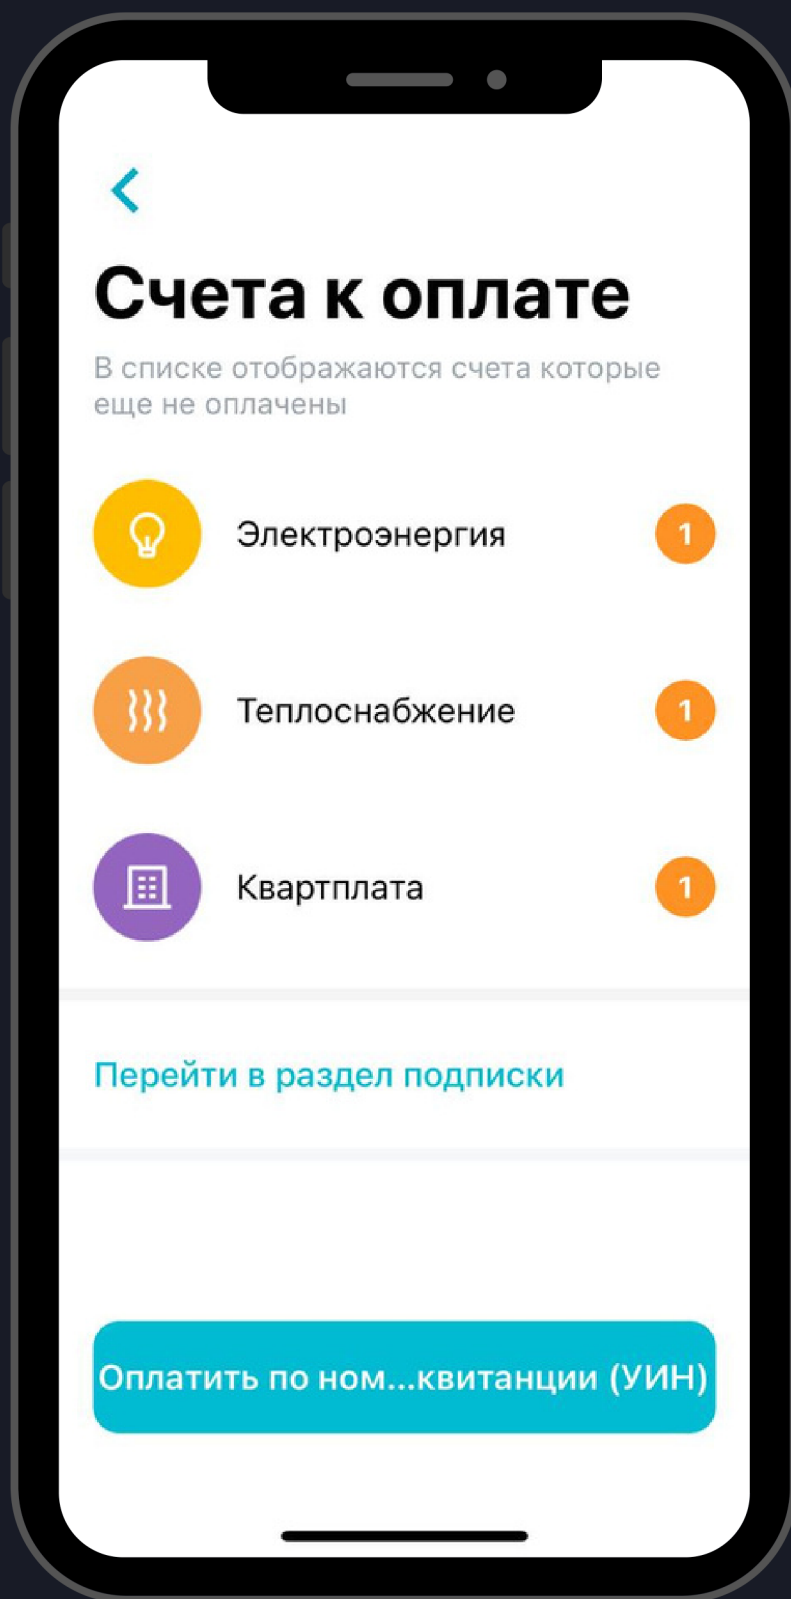 Счета к оплате
В списке отображаются счета которые
еще не оплачены
Электроэнергия 1
Теплоснабжение 1
Квартплата 1
Перейти в раздел подписки
Оплатить по ном...квитанции (УИН)